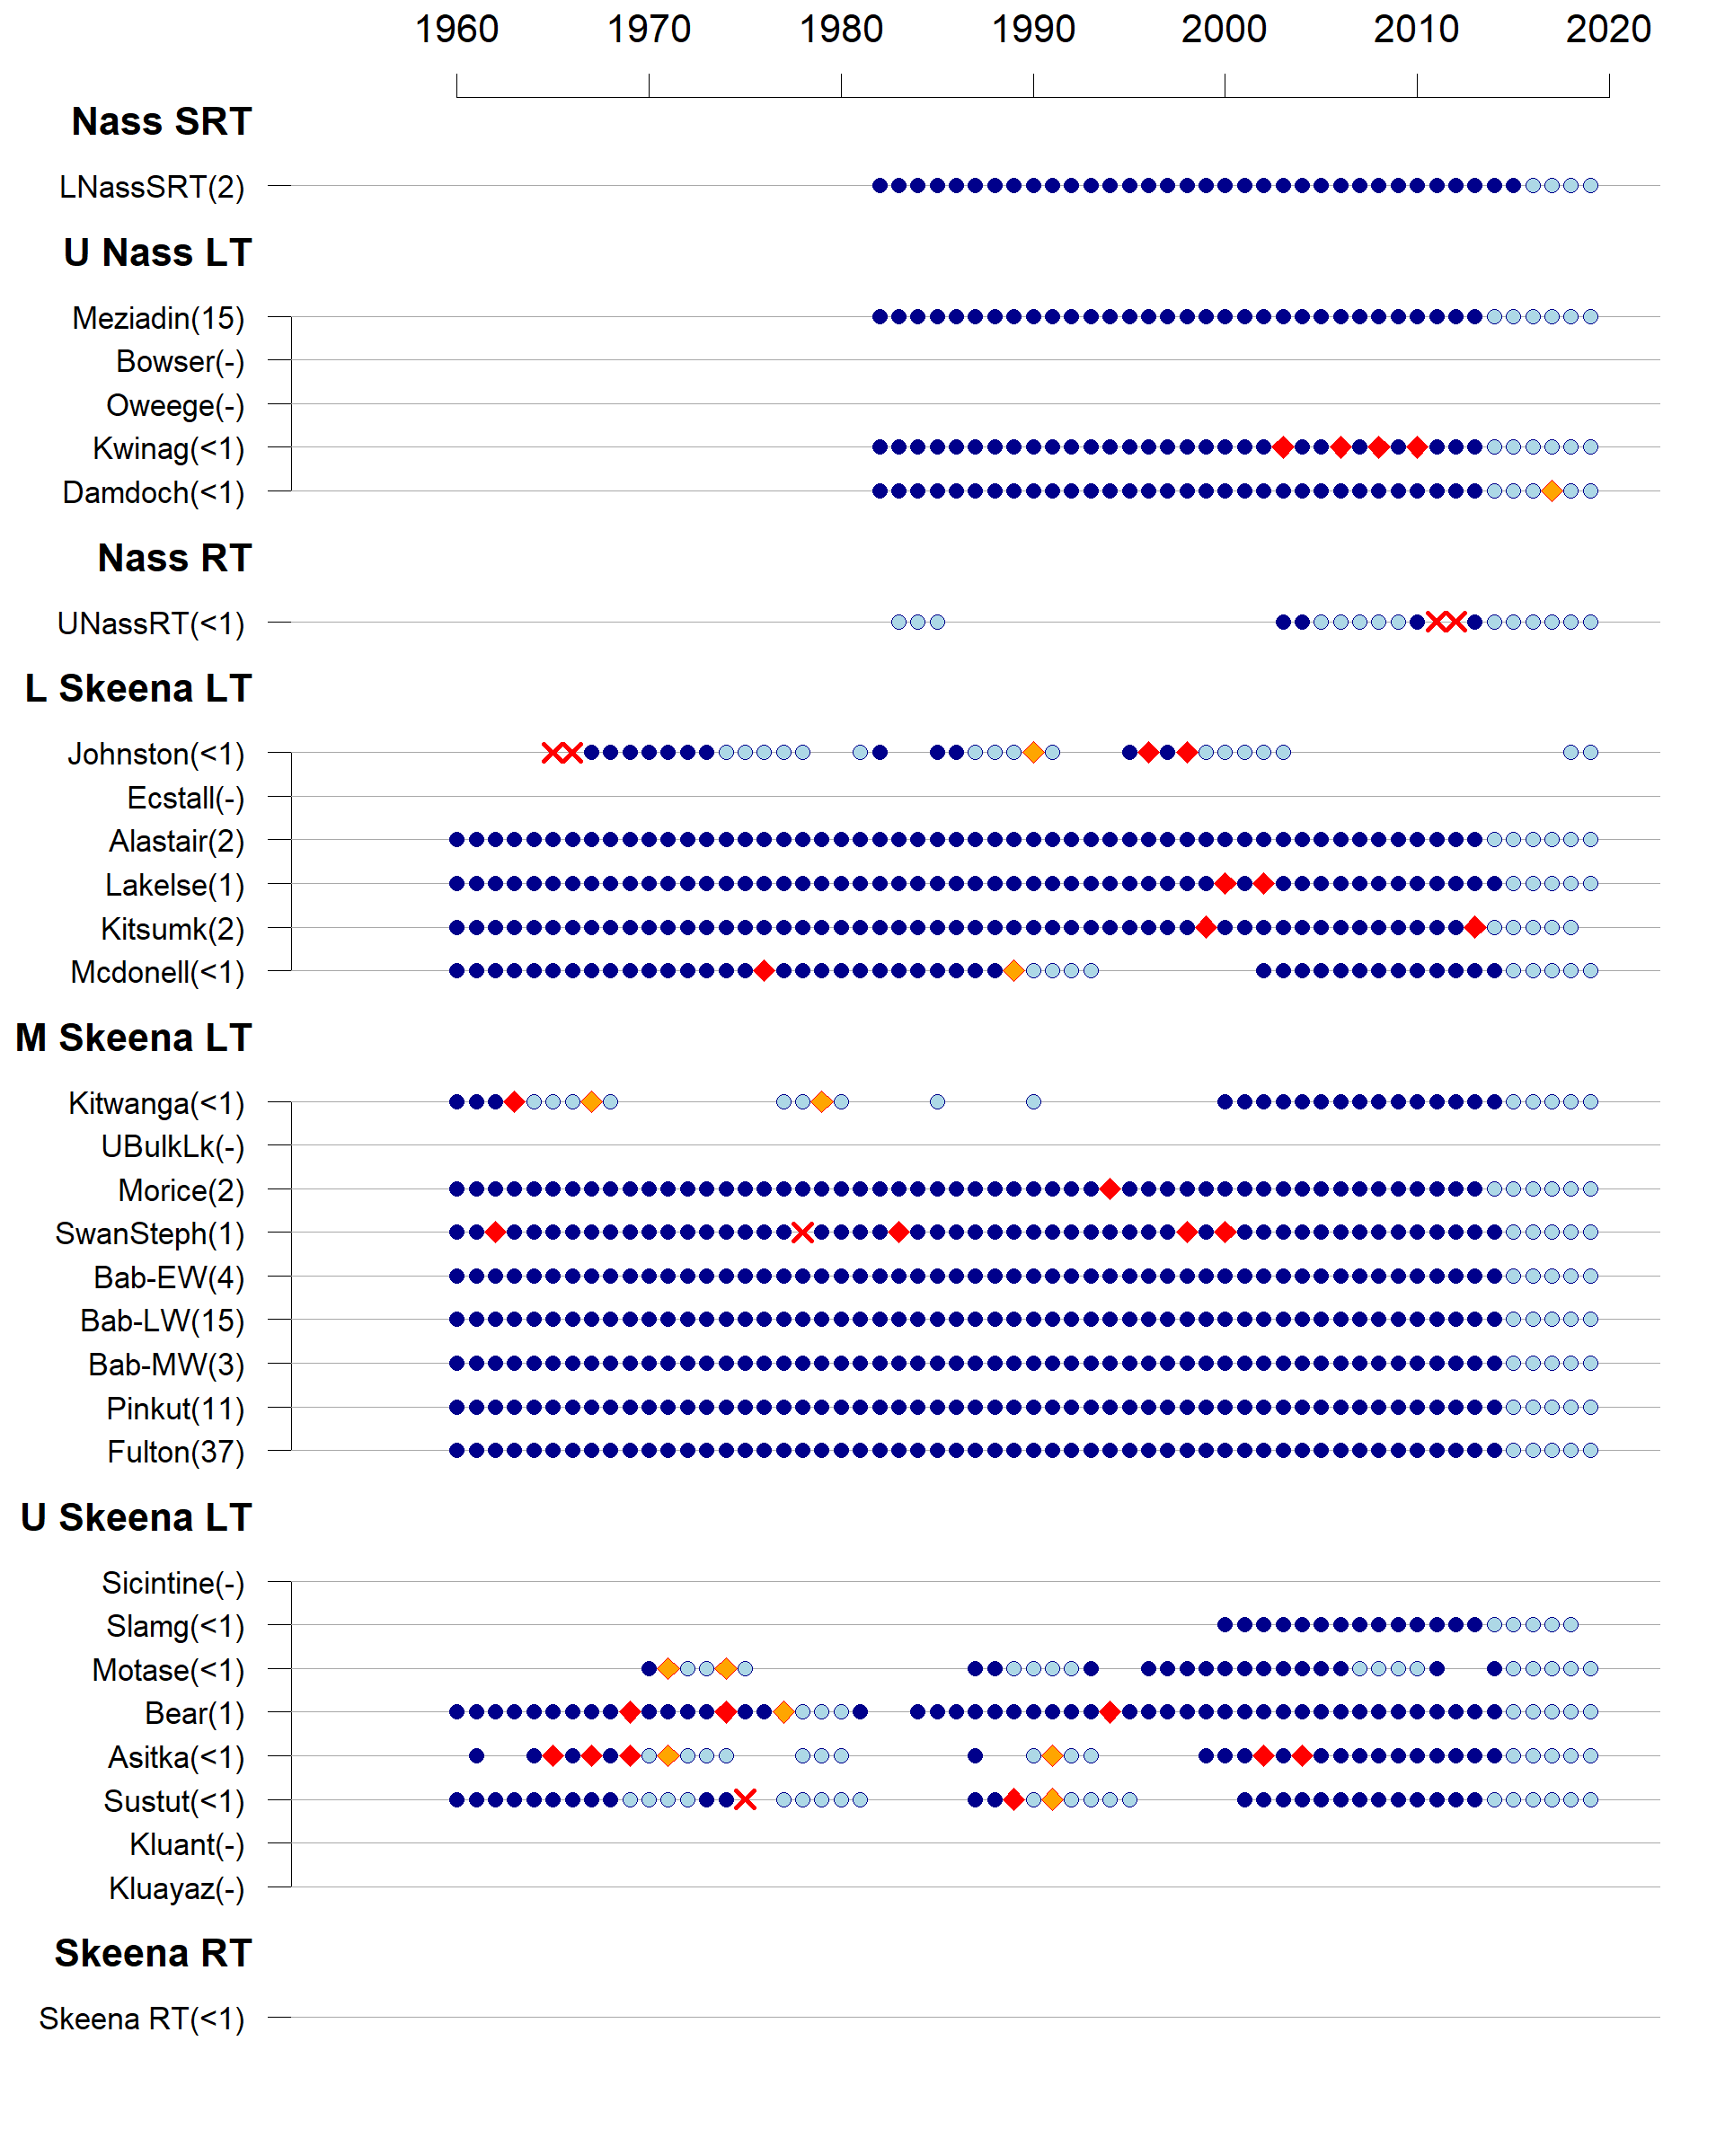 1960 1970 1980 1990 2000 2010 2020
Nass SRT
LNassSRT(2)
U Nass LT
Meziadin(15)
Bowser(-)
Oweege(-)
Kwinag(<1)
Damdoch(<1)
Nass RT
UNassRT(<1)
L Skeena LT
Johnston(<1)
Ecstall(-)
Alastair(2)
Lakelse(1)
Kitsumk(2)
Mcdonell(<1)
M Skeena LT
Kitwanga(<1)
UBulkLk(-)
Morice(2)
SwanSteph(1)
Bab-EW(4)
Bab-LW(15)
Bab-MW(3)
Pinkut(11)
Fulton(37)
U Skeena LT
Sicintine(-)
Slamg(<1)
Motase(<1)
Bear(1)
Asitka(<1)
Sustut(<1)
Kluant(-)
Kluayaz(-)
Skeena RT
Skeena RT(<1)